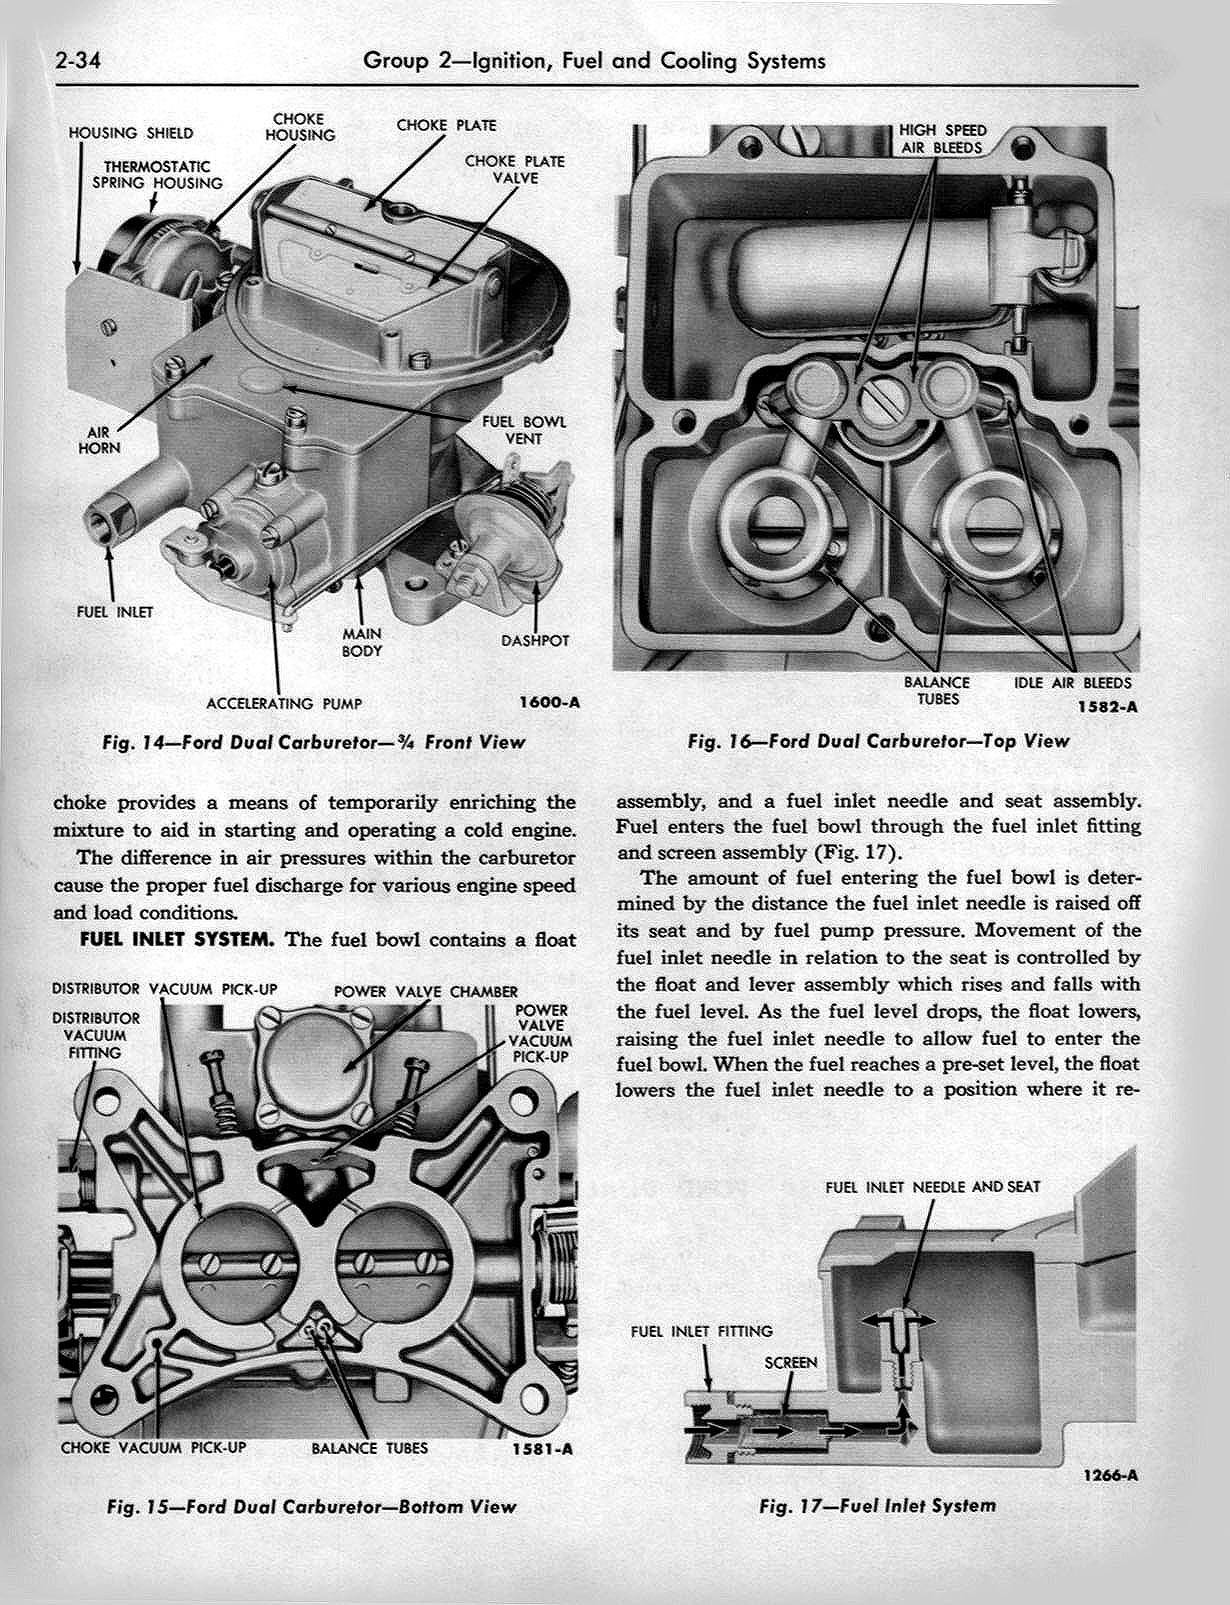 2-34
Group 2—Ignition, Fuel and Cooling Systems
HOUSING SHIELD
CHOKE
HOUSING
CHOKE PLATE
THERMOSTATIC
SPRING HOUSING
CHOKE PLATE
VALVE
AIR
HORN
FUEL BOWL
VENT
FUEL INLET
MAIN
BODY
DASHPOT
ACCELERATING PUMP
1600-A
Fig. 14—Ford Dual Carburetor—¾ Front View
choke provides a means of temporarily enriching the
mixture to aid in starting and operating a cold engine.
The difference in air pressures within the carburetor
cause the proper fuel discharge for various engine speed
and load conditions.
FUEL INLET SYSTEM. The fuel bowl contains a float
DISTRIBUTOR VACUUM PICK-UP
POWER VALVE CHAMBER
DISTRIBUTOR
VACUUM
FITTING
POWER
VALVE
VACUUM
PICK-UP
CHOKE VACUUM PICK-UP
BALANCE TUBES
1581-A
Fig. 15—Ford Dual Carburetor—Bottom View
HIGH SPEED
AIR BLEEDS
BALANCE
TUBES
IDLE AIR BLEEDS
1582-A
Fig. 16—Ford Dual Carburetor—Top View
assembly, and a fuel inlet needle and seat assembly.
Fuel enters the fuel bowl through the fuel inlet fitting
and screen assembly (Fig. 17).
The amount of fuel entering the fuel bowl is deter-
mined by the distance the fuel inlet needle is raised off
its seat and by fuel pump pressure. Movement of the
fuel inlet needle in relation to the seat is controlled by
the float and lever assembly which rises and falls with
the fuel level. As the fuel level drops, the float lowers,
raising the fuel inlet needle to allow fuel to enter the
fuel bowl. When the fuel reaches a pre-set level, the float
lowers the fuel inlet needle to a position where it re-
FUEL INLET NEEDLE AND SEAT
FUEL INLET FITTING
SCREEN
1266-A
Fig. 17—Fuel Inlet System